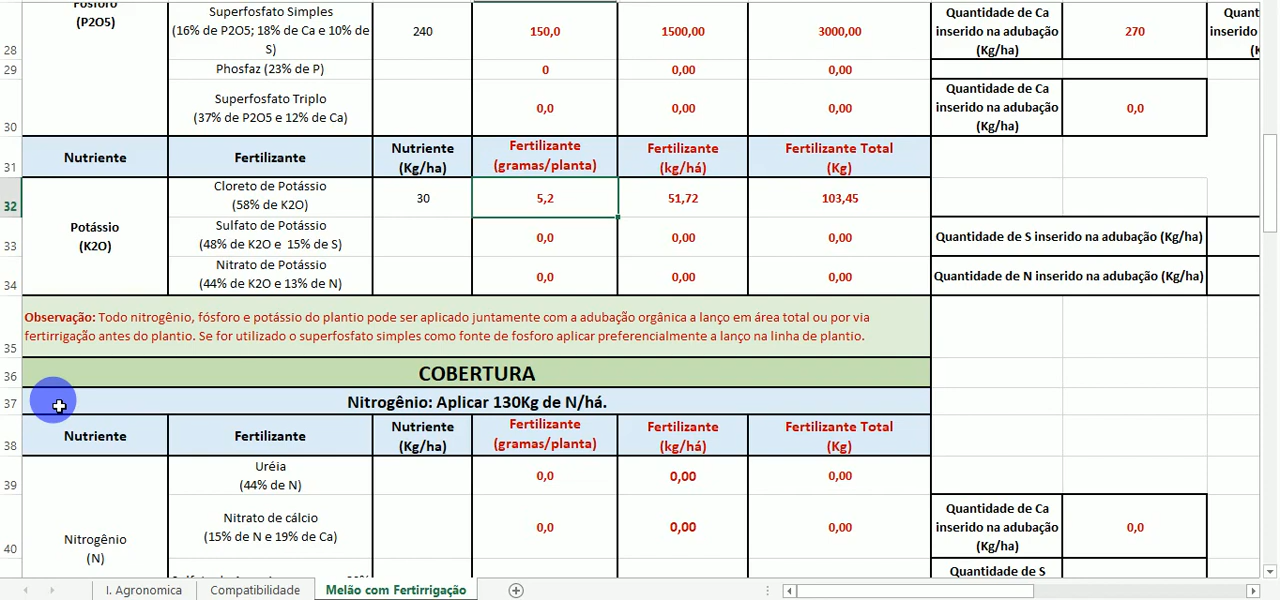 Fósforo
(P2O5)
28
Superfosfato Simples
(16% de P2O5; 18% de Ca e 10% de
S)
240
150,0
1500,00
3000,00
Quantidade de Ca
inserido na adubação
(Kg/ha)
270
29
Phosfaz (23% de P)
0
0,00
0,00
30
Superfosfato Triplo
(37% de P2O5 e 12% de Ca)
0,0
0,00
0,00
Quantidade de Ca
inserido na adubação
(Kg/ha)
0,0
31
Nutriente
Fertilizante
Nutriente
(Kg/ha)
Fertilizante
(gramas/planta)
Fertilizante
(kg/há)
Fertilizante Total
(Kg)
32
Potássio
(K2O)
Cloreto de Potássio
(58% de K2O)
30
5,2
51,72
103,45
33
Sulfato de Potássio
(48% de K2O e  15% de S)
0,0
0,00
0,00
Quantidade de S inserido na adubação (Kg/ha)
34
Nitrato de Potássio
(44% de K2O e 13% de N)
0,0
0,00
0,00
Quantidade de N inserido na adubação (Kg/ha)
35
Observação: Todo nitrogênio, fósforo e potássio do plantio pode ser aplicado juntamente com a adubação orgânica a lanço em área total ou por via
fertirrigação antes do plantio. Se for utilizado o superfosfato simples como fonte de fosforo aplicar preferencialmente a lanço na linha de plantio.
36
COBERTURA
37
Nitrogênio: Aplicar 130Kg de N/há.
38
Nutriente
Fertilizante
Nutriente
(Kg/ha)
Fertilizante
(gramas/planta)
Fertilizante
(kg/há)
Fertilizante Total
(Kg)
39
Uréia
(44% de N)
0,0
0,00
0,00
40
Nitrogênio
(N)
Nitrato de cálcio
(15% de N e 19% de Ca)
0,0
0,00
0,00
Quantidade de Ca
inserido na adubação
(Kg/ha)
0,0
Quantidade de S
I. Agronomica
Compatibilidade
Melão com Fertirrigação